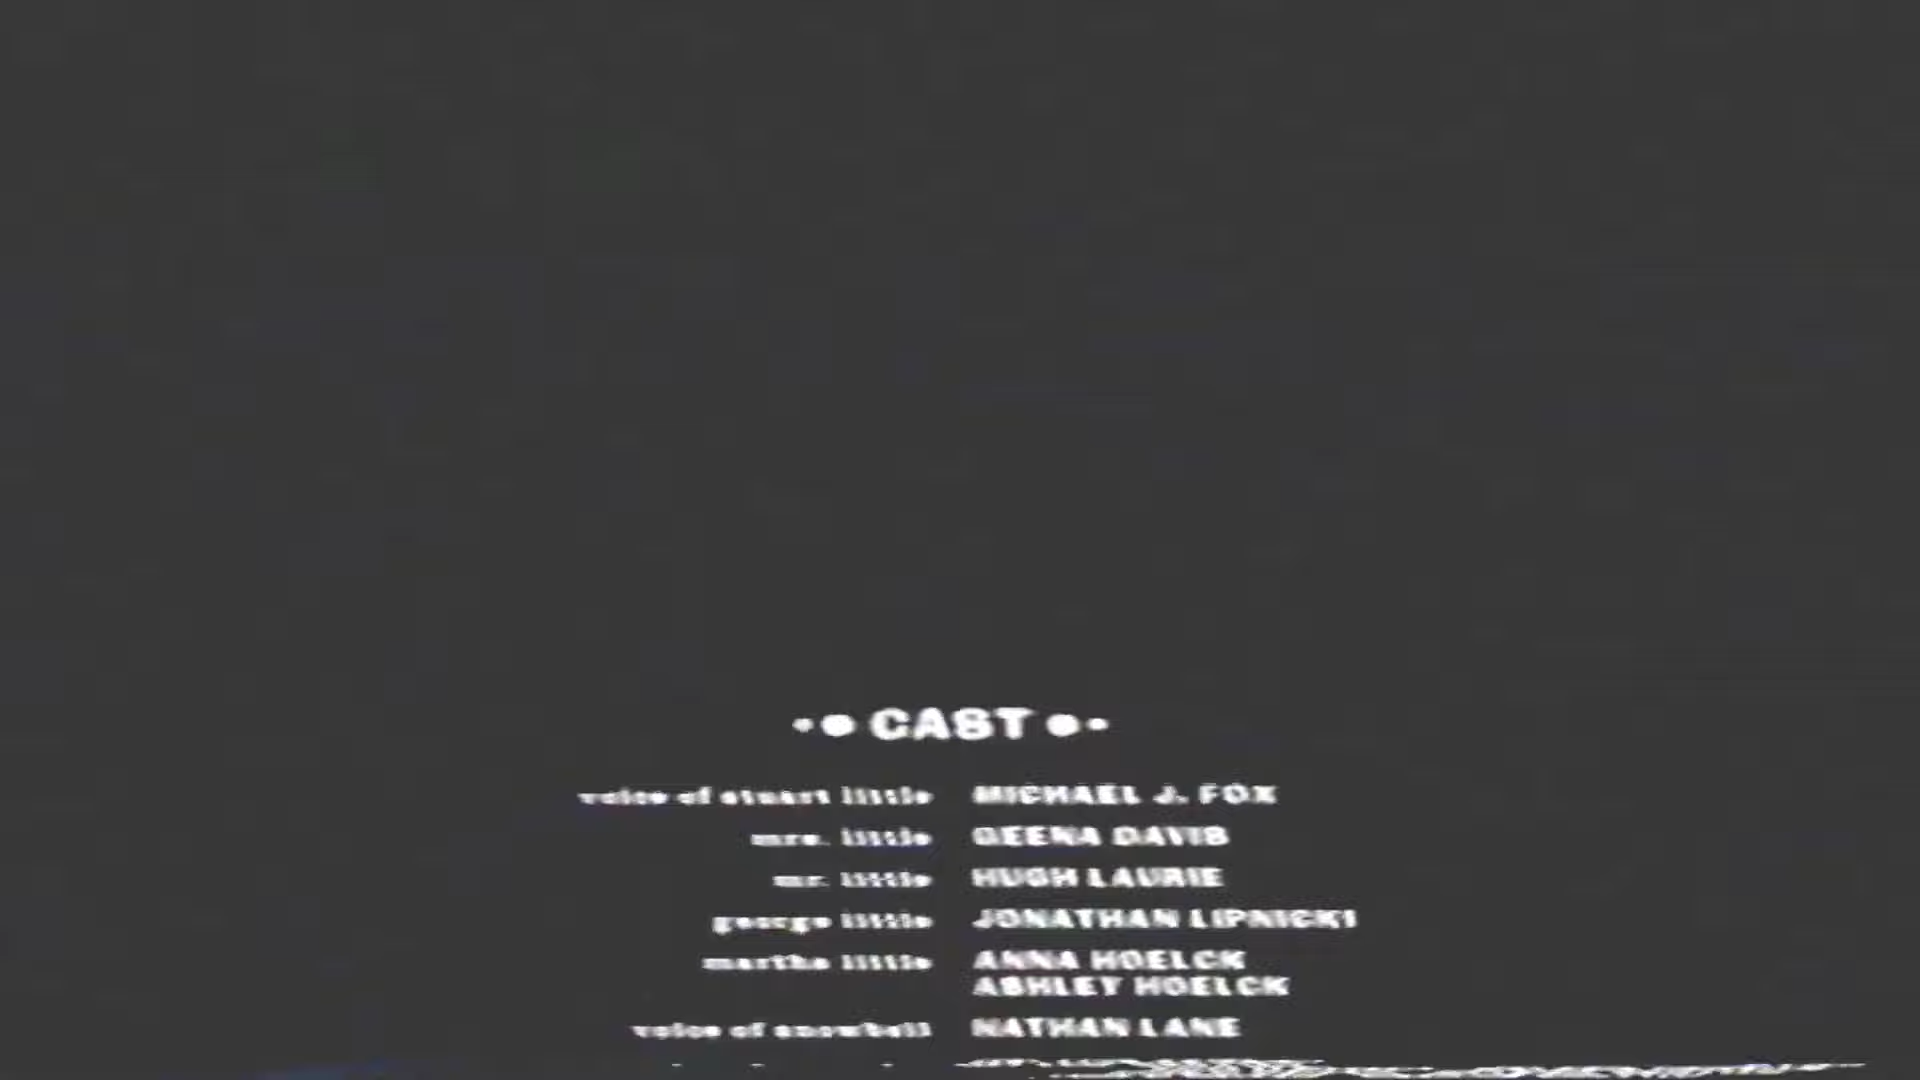 CAST
voice of stuart little MICHAEL J. FOX
mrs. little GEENA DAVIS
mr. little HUGH LAURIE
george little JONATHAN LIPNICKI
martha little ANNA HOELCK
ASHLEY HOELCK
voice of snowbell NATHAN LANE